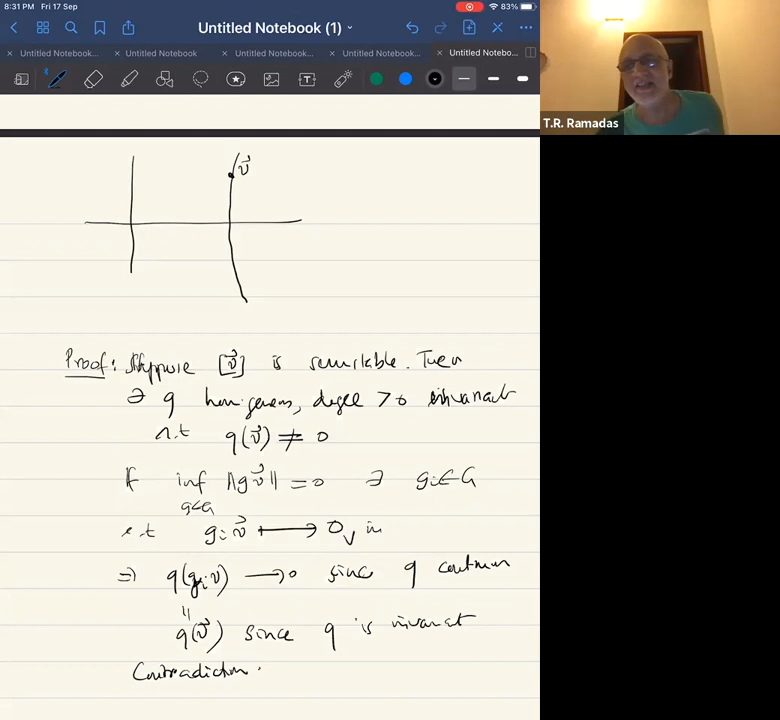 8:31 PM Fri 17 Sep
83%
Untitled Notebook (1)
Untitled Notebook...
Untitled Notebook
Untitled Notebook...
Untitled Notebook...
Untitled Notebo...
T.R. Ramadas
v⃗
Proof: Suppose [v⃗] is semistable. Then
∃ q homogeneous, degree > 0 invariant
s.t q(v⃗) ≠ 0
If inf ||g v⃗|| = 0 ∃ gi ∈ G
g∈G
s.t gi v⃗ ⟼ 0V in
⇒ q(gi v) ⟶ 0 since q continuous
||
q(v⃗) since q is invariant
Contradiction.